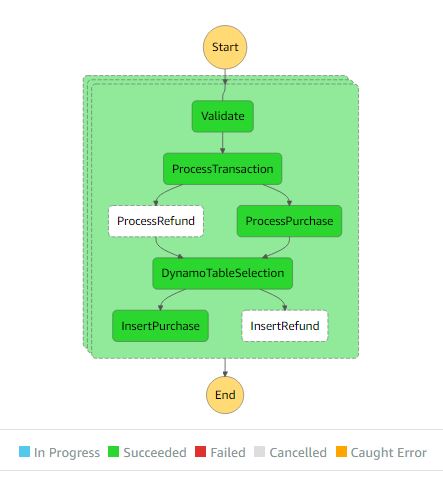 Start
Validate
ProcessTransaction
ProcessRefund
ProcessPurchase
DynamoTableSelection
InsertPurchase
InsertRefund
End
In Progress Succeeded Failed Cancelled Caught Error